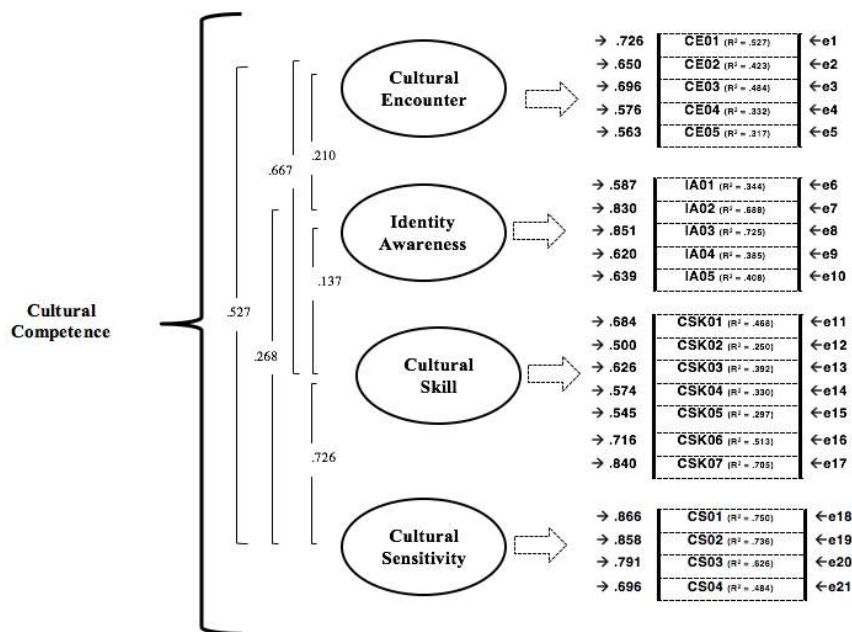 Cultural
Competence
.527
.268
.667
.210
.137
.726
Cultural
Encounter
→ .726 CE01 (R² = .527) ←e1
→ .650 CE02 (R² = .423) ←e2
→ .696 CE03 (R² = .484) ←e3
→ .576 CE04 (R² = .332) ←e4
→ .563 CE05 (R² = .317) ←e5
Identity
Awareness
→ .587 IA01 (R² = .344) ←e6
→ .830 IA02 (R² = .688) ←e7
→ .851 IA03 (R² = .725) ←e8
→ .620 IA04 (R² = .385) ←e9
→ .639 IA05 (R² = .408) ←e10
Cultural
Skill
→ .684 CSK01 (R² = .468) ←e11
→ .500 CSK02 (R² = .250) ←e12
→ .626 CSK03 (R² = .392) ←e13
→ .574 CSK04 (R² = .330) ←e14
→ .545 CSK05 (R² = .297) ←e15
→ .716 CSK06 (R² = .513) ←e16
→ .840 CSK07 (R² = .705) ←e17
Cultural
Sensitivity
→ .866 CS01 (R² = .750) ←e18
→ .858 CS02 (R² = .736) ←e19
→ .791 CS03 (R² = .626) ←e20
→ .696 CS04 (R² = .484) ←e21